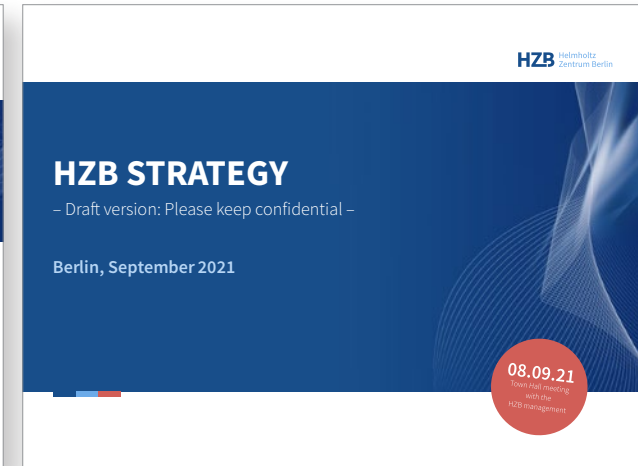 HZB Helmholtz
Zentrum Berlin
HZB STRATEGY
– Draft version: Please keep confidential –
Berlin, September 2021
08.09.21
Town Hall meeting
with the
HZB management